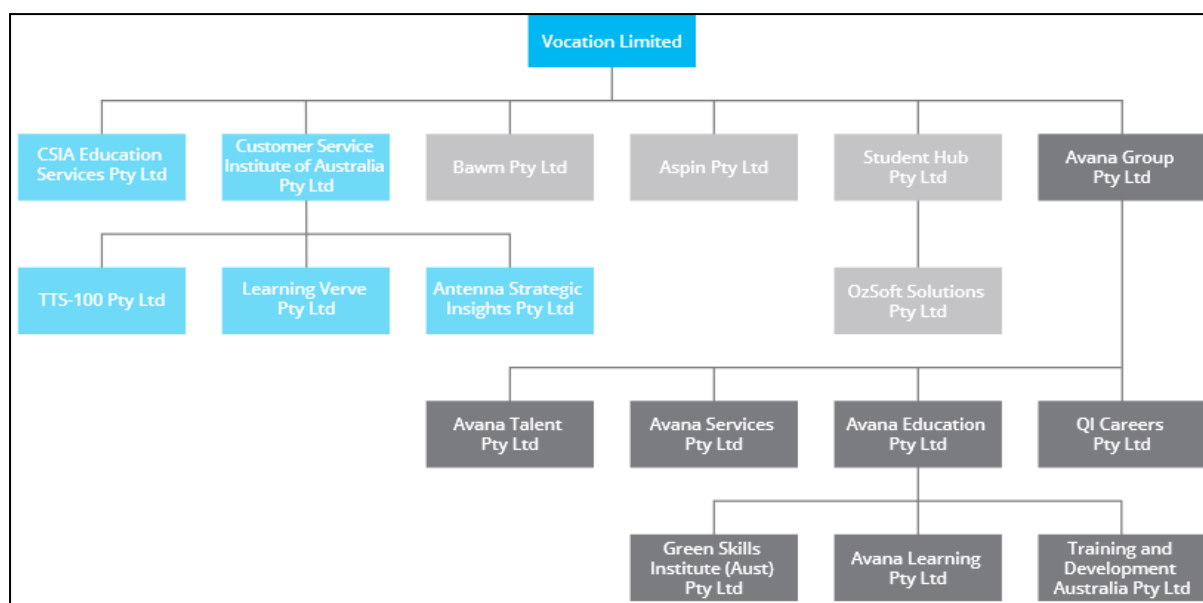 Vocation Limited
CSIA Education
Services Pty Ltd
Customer Service
Institute of Australia
Pty Ltd
Bawm Pty Ltd
Aspin Pty Ltd
Student Hub
Pty Ltd
Avana Group
Pty Ltd
TTS-100 Pty Ltd
Learning Verve
Pty Ltd
Antenna Strategic
Insights Pty Ltd
OzSoft Solutions
Pty Ltd
Avana Talent
Pty Ltd
Avana Services
Pty Ltd
Avana Education
Pty Ltd
QI Careers
Pty Ltd
Green Skills
Institute (Aust)
Pty Ltd
Avana Learning
Pty Ltd
Training and
Development
Australia Pty Ltd